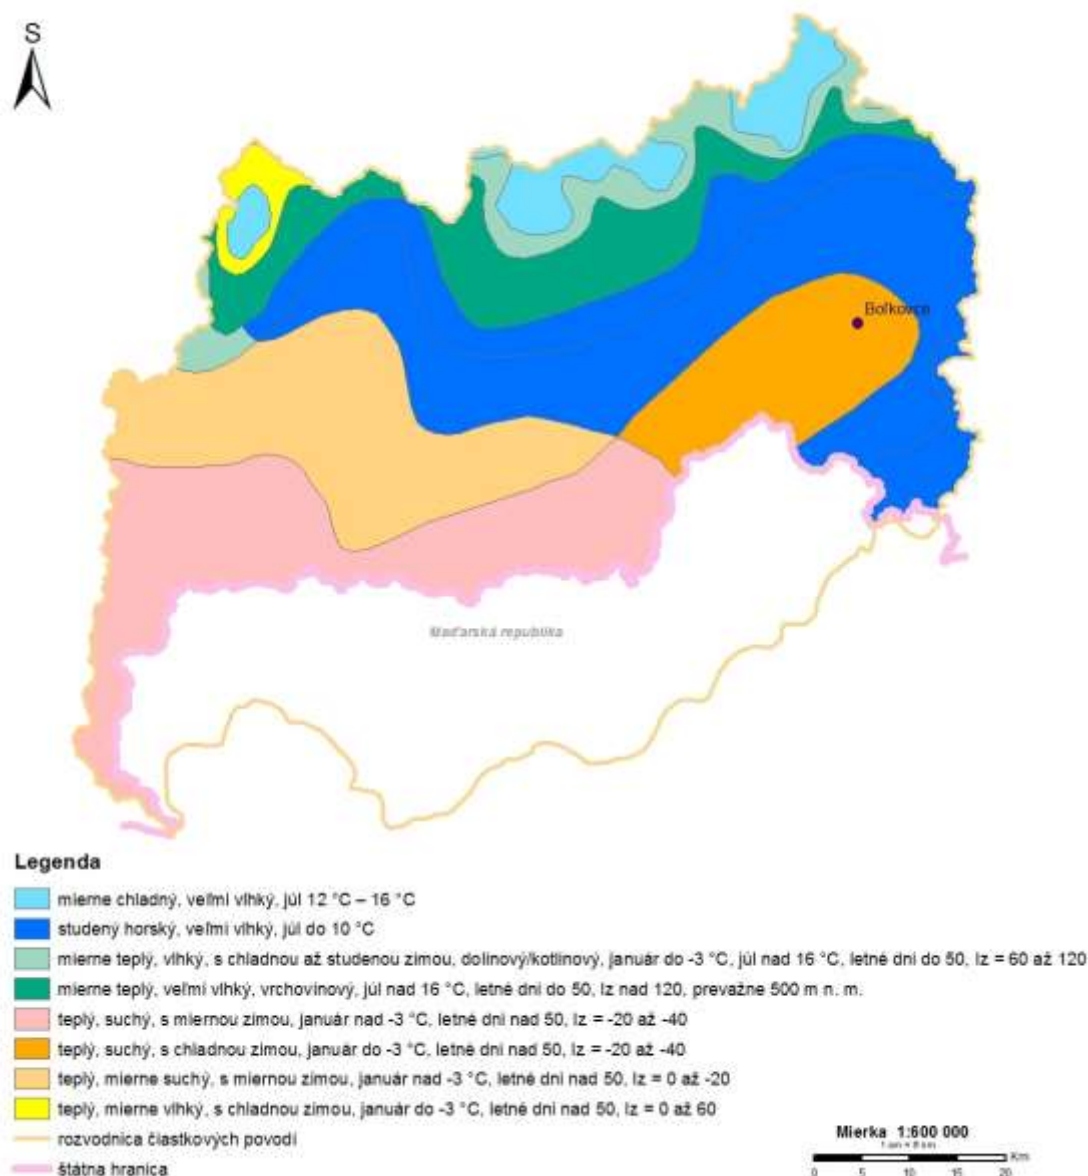 S
Boľkovce
Maďarská republika
Legenda
mierne chladný, veľmi vlhký, júl 12 °C – 16 °C
studený horský, veľmi vlhký, júl do 10 °C
mierne teplý, vlhký, s chladnou až studenou zimou, dolinový/kotlinový, január do -3 °C, júl nad 16 °C, letné dni do 50, Iz = 60 až 120
mierne teplý, veľmi vlhký, vrchovinový, júl nad 16 °C, letné dni do 50, Iz nad 120, prevažne 500 m n. m.
teplý, suchý, s miernou zimou, január nad -3 °C, letné dni nad 50, Iz = -20 až -40
teplý, suchý, s chladnou zimou, január do -3 °C, letné dni nad 50, Iz = -20 až -40
teplý, mierne suchý, s miernou zimou, január nad -3 °C, letné dni nad 50, Iz = 0 až -20
teplý, mierne vlhký, s chladnou zimou, január do -3 °C, letné dni nad 50, Iz = 0 až 60
rozvodnica čiastkových povodí
štátna hranica
Mierka 1:600 000
1 cm = 6 km
Km
0 5 10 15 20